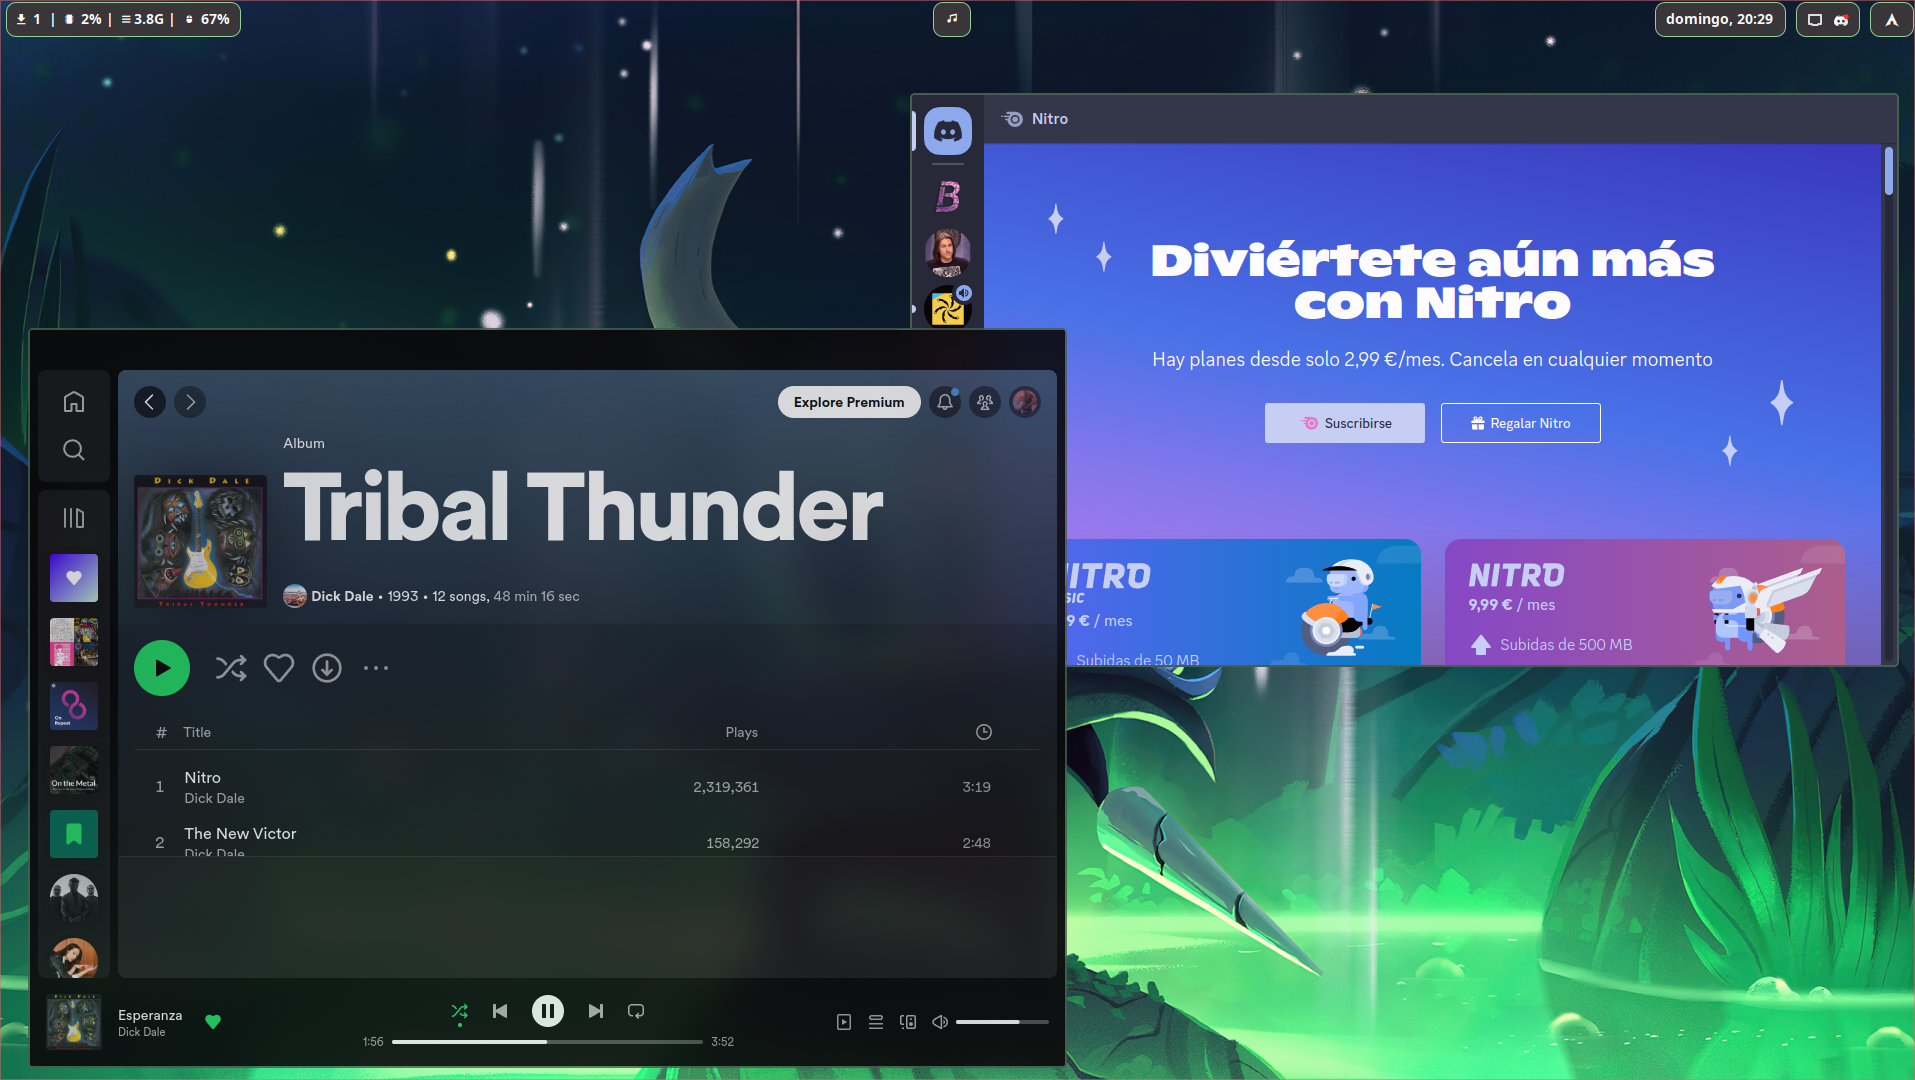 1 | 2% | 3.8G | 67%
domingo, 20:29
Nitro
Diviértete aún más
con Nitro
Hay planes desde solo 2,99 €/mes. Cancela en cualquier momento
Suscribirse
Regalar Nitro
ITRO
SIC
9 € / mes
Subidas de 50 MB
NITRO
9,99 € / mes
Subidas de 500 MB
Explore Premium
Album
Tribal Thunder
DICK DALE
TRIBAL THUNDER
Dick Dale • 1993 • 12 songs, 48 min 16 sec
# Title Plays
1 Nitro 2,319,361 3:19
Dick Dale
2 The New Victor 158,292 2:48
Dick Dale
On
Repeat
On the Metal
DICK DALE
Esperanza
Dick Dale
1:56
3:52